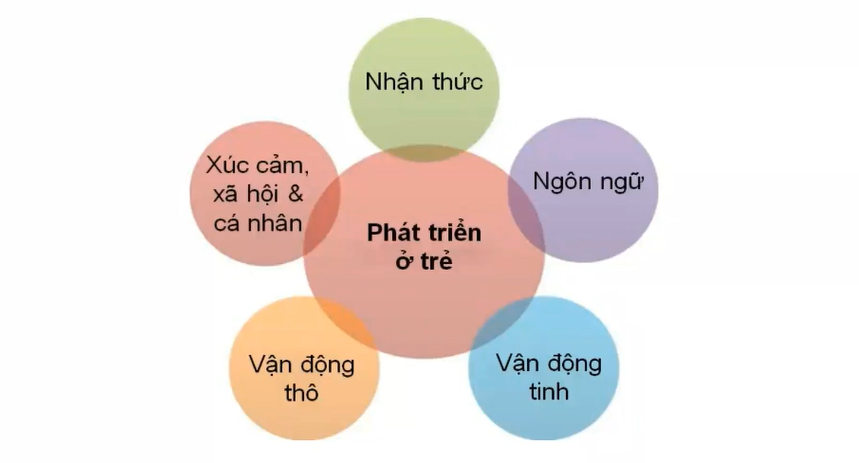 Nhận thức
Xúc cảm,
xã hội &
cá nhân
Ngôn ngữ
Phát triển
ở trẻ
Vận động
thô
Vận động
tinh